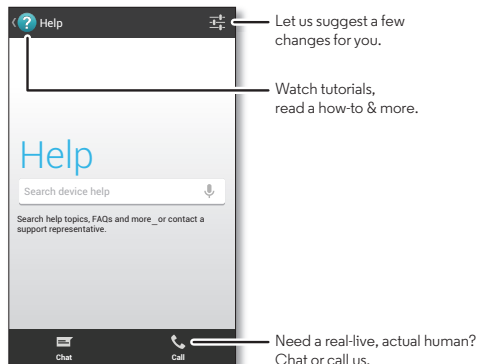 ? Help
Let us suggest a few
changes for you.
Watch tutorials,
read a how-to & more.
Help
Search device help
Search help topics, FAQs and more_or contact a
support representative.
Need a real-live, actual human?
Chat or call us.
Chat
Call